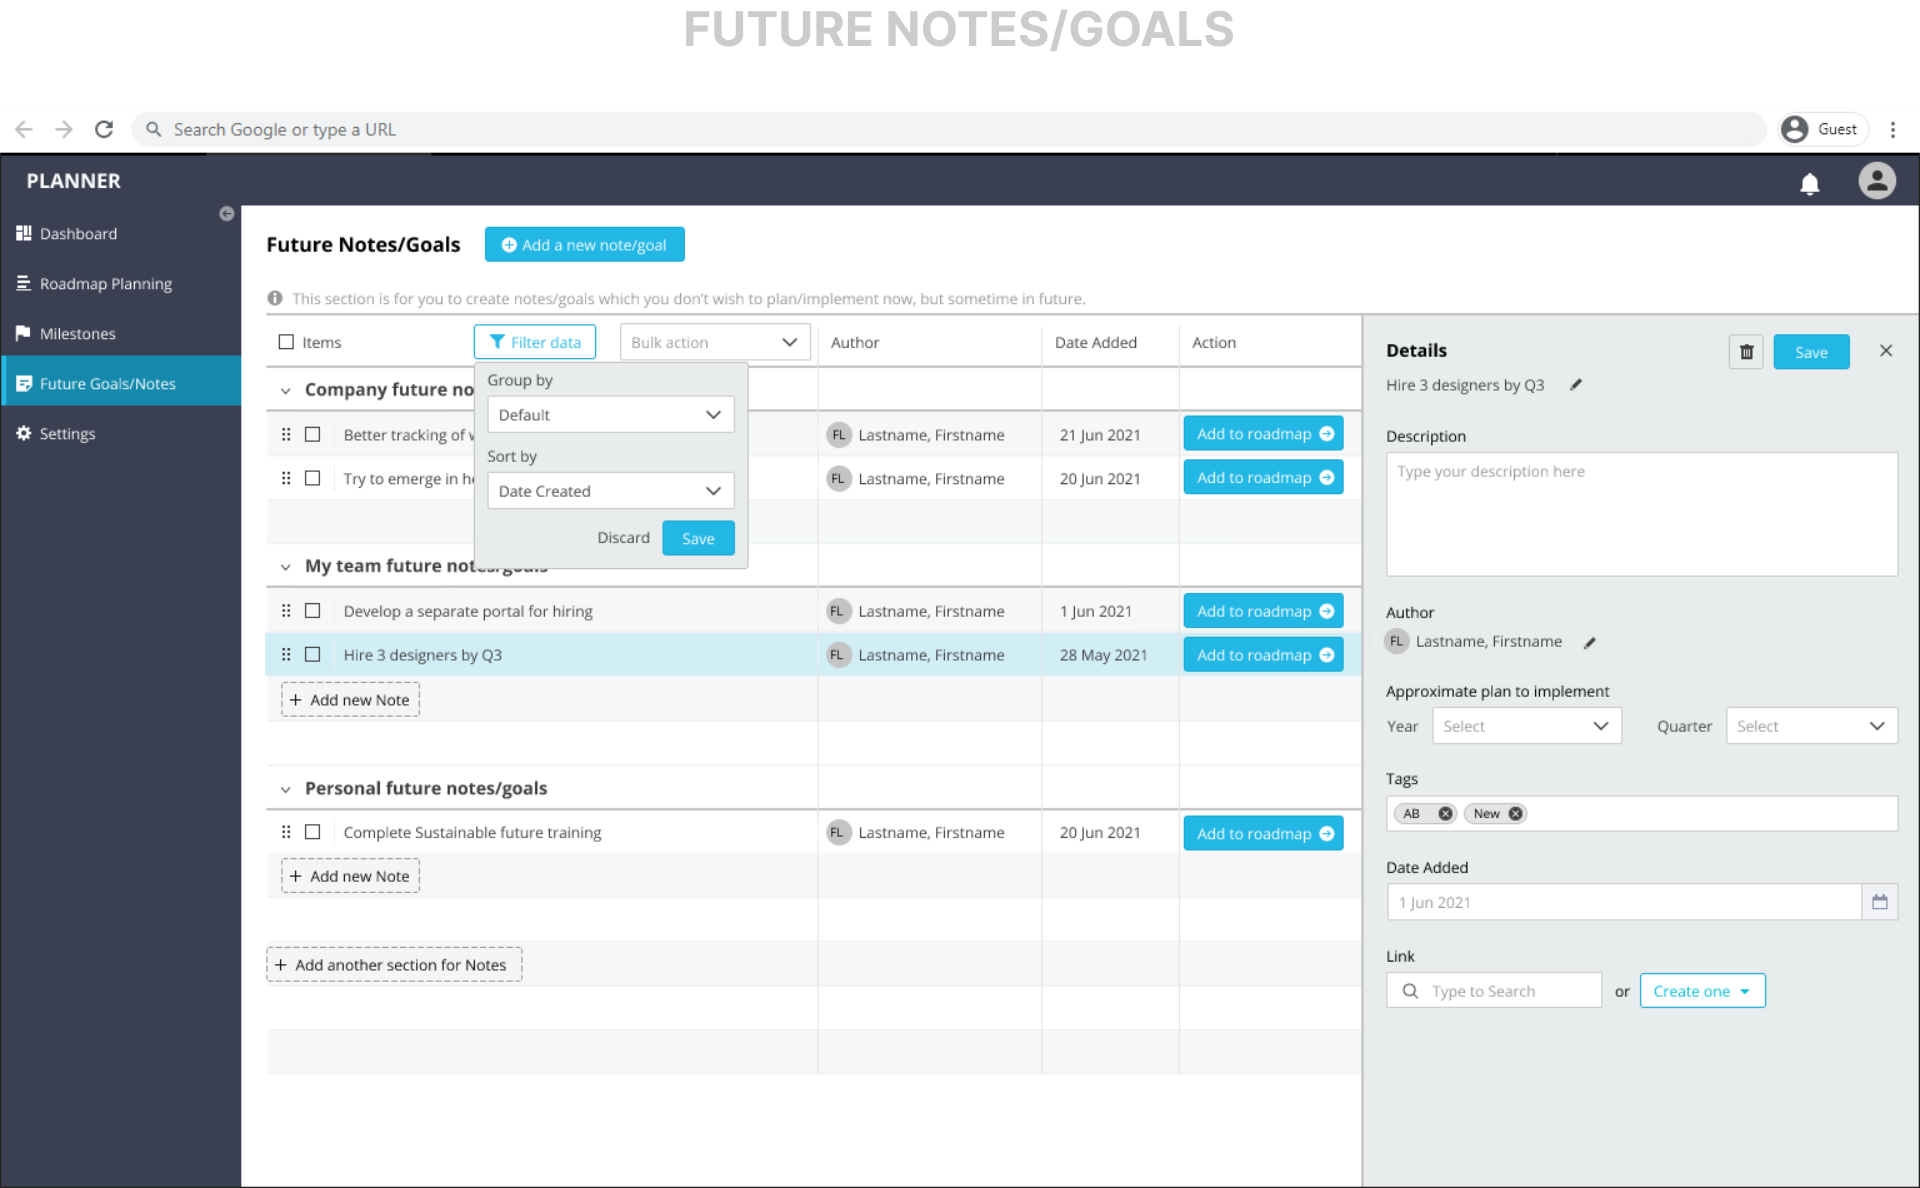 FUTURE NOTES/GOALS
Search Google or type a URL
Guest
PLANNER
Dashboard
Roadmap Planning
Milestones
Future Goals/Notes
Settings
Future Notes/Goals
Add a new note/goal
This section is for you to create notes/goals which you don't wish to plan/implement now, but sometime in future.
Items
Filter data
Bulk action
Author
Date Added
Action
Group by
Default
Sort by
Date Created
Discard
Save
Company future no
Better tracking of
FL Lastname, Firstname
21 Jun 2021
Add to roadmap
Try to emerge in
FL Lastname, Firstname
20 Jun 2021
Add to roadmap
My team future notes/goals
Develop a separate portal for hiring
FL Lastname, Firstname
1 Jun 2021
Add to roadmap
Hire 3 designers by Q3
FL Lastname, Firstname
28 May 2021
Add to roadmap
+ Add new Note
Personal future notes/goals
Complete Sustainable future training
FL Lastname, Firstname
20 Jun 2021
Add to roadmap
+ Add new Note
+ Add another section for Notes
Details
Save
Hire 3 designers by Q3
Description
Type your description here
Author
FL Lastname, Firstname
Approximate plan to implement
Year Select
Quarter Select
Tags
AB
New
Date Added
1 Jun 2021
Link
Type to Search
or
Create one